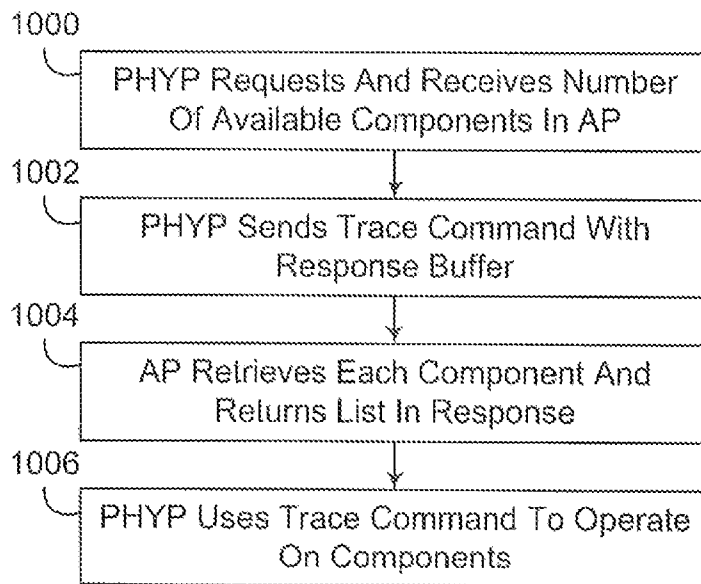 1000
PHYP Requests And Receives Number
Of Available Components In AP
1002
PHYP Sends Trace Command With
Response Buffer
1004
AP Retrieves Each Component And
Returns List In Response
1006
PHYP Uses Trace Command To Operate
On Components